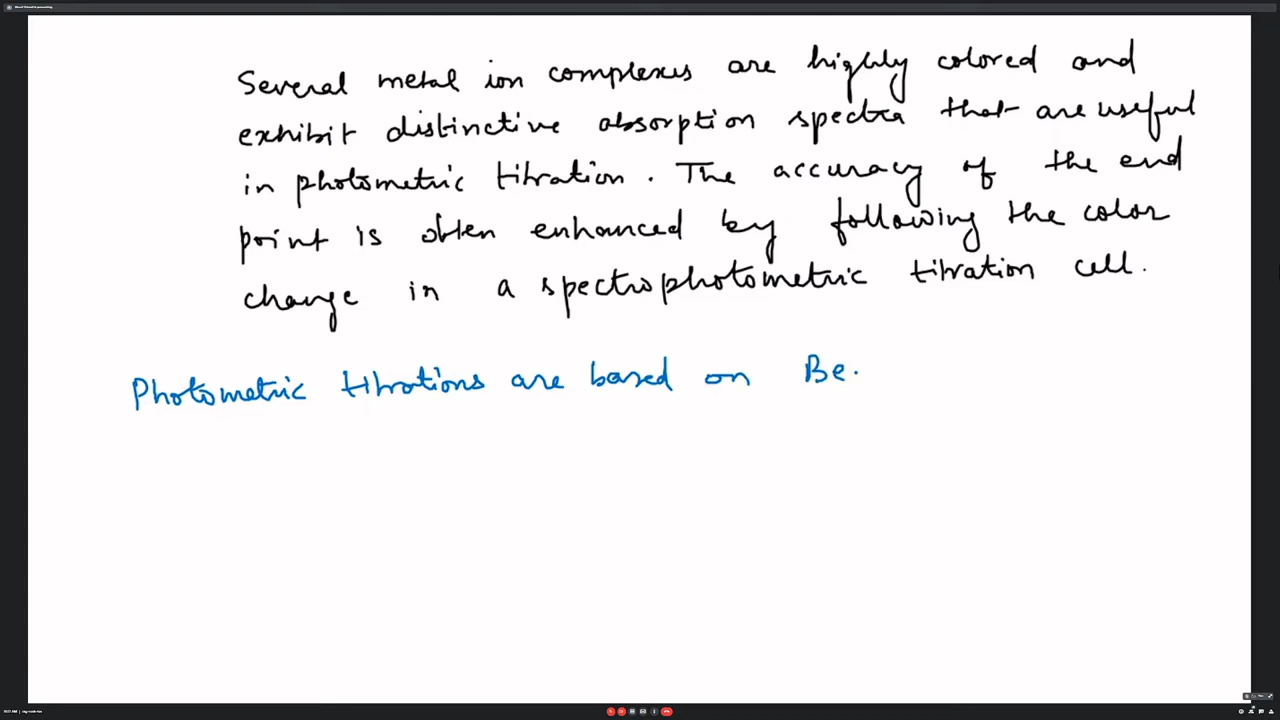 Several metal ion complexes are highly colored and
exhibit distinctive absorption spectra that are useful
in photometric titration. The accuracy of the end
point is often enhanced by following the color
change in a spectrophotometric titration cell.
Photometric titrations are based on Be.